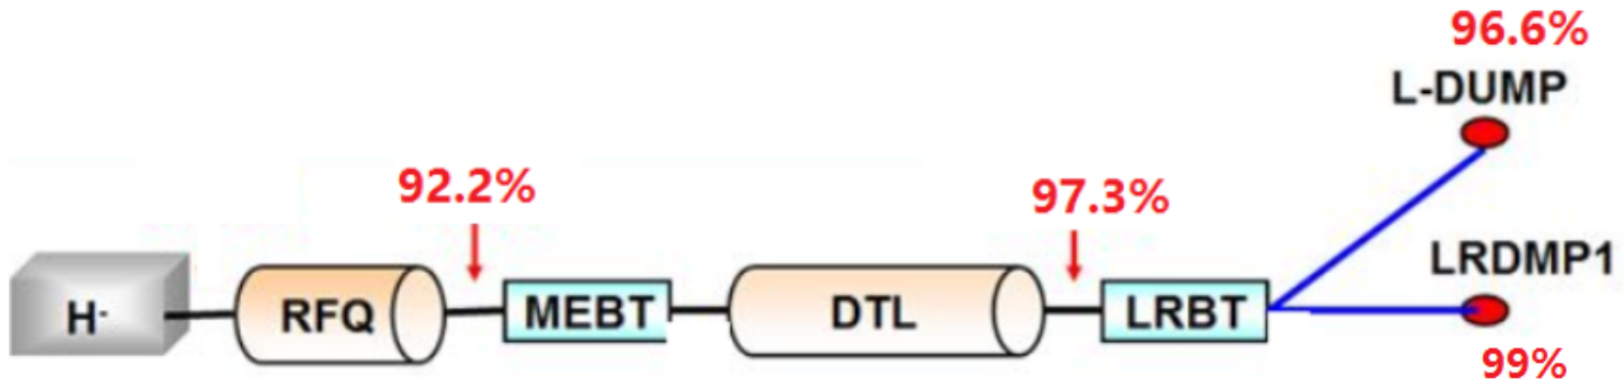 96.6%
L-DUMP
92.2%
97.3%
LRDMP1
H-
RFQ
MEBT
DTL
LRBT
99%